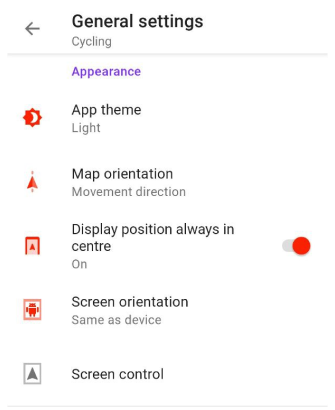 General settings
Cycling
Appearance
App theme
Light
Map orientation
Movement direction
Display position always in
centre
On
Screen orientation
Same as device
Screen control